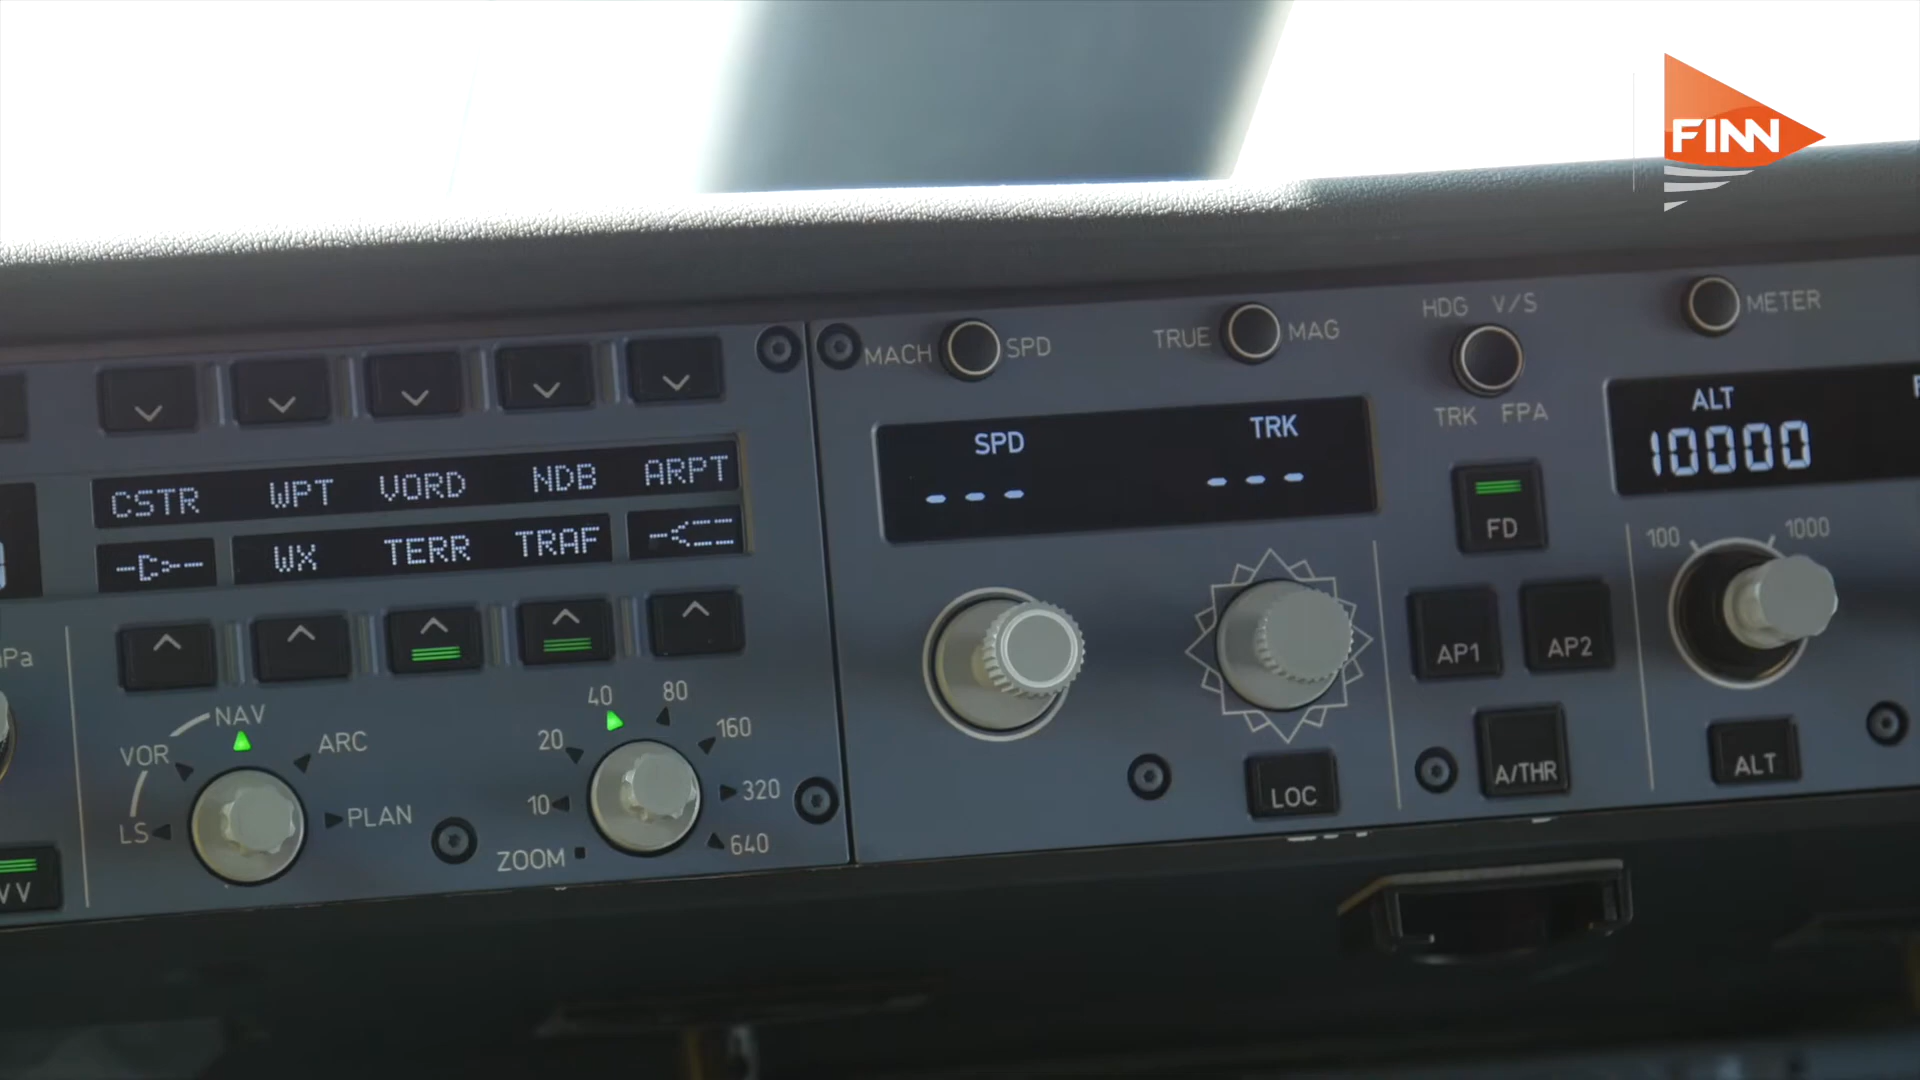 FINN
HDG V/S
METER
MACH SPD
TRUE MAG
TRK FPA
ALT
10000
SPD
TRK
--- ---
CSTR WPT VORD NDB ARPT
WX TERR TRAF
FD
100 1000
AP1 AP2
40 80
NAV
20 160
VOR ARC
10 320
LS PLAN
ZOOM 640
LOC
A/THR
ALT